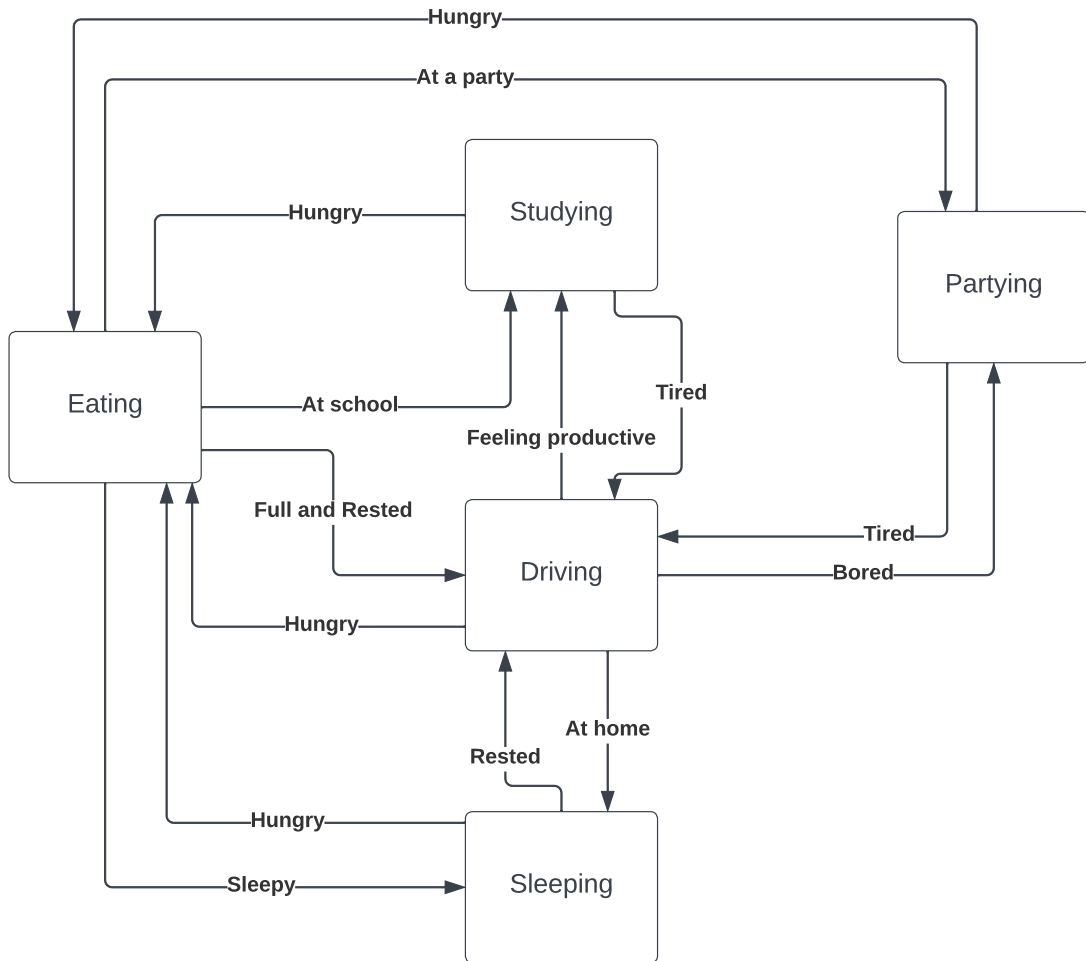 Hungry
At a party
Studying
Hungry
Partying
Eating
At school
Tired
Feeling productive
Full and Rested
Tired
Driving
Bored
Hungry
At home
Rested
Hungry
Sleepy
Sleeping